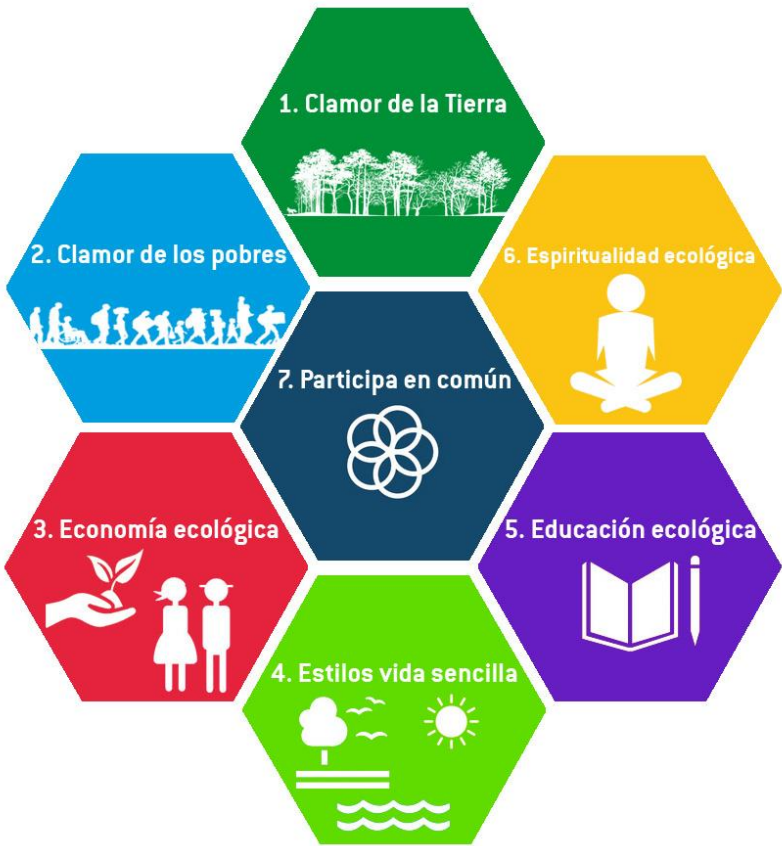 1. Clamor de la Tierra
2. Clamor de los pobres
3. Economía ecológica
4. Estilos vida sencilla
5. Educación ecológica
6. Espiritualidad ecológica
7. Participa en común